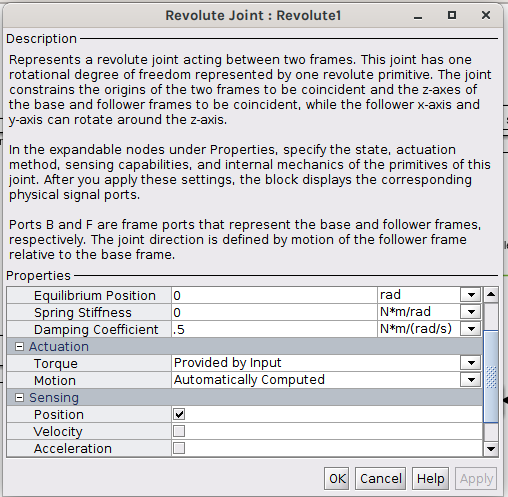 Revolute Joint : Revolute1
Description
Represents a revolute joint acting between two frames. This joint has one
rotational degree of freedom represented by one revolute primitive. The joint
constrains the origins of the two frames to be coincident and the z-axes of
the base and follower frames to be coincident, while the follower x-axis and
y-axis can rotate around the z-axis.
In the expandable nodes under Properties, specify the state, actuation
method, sensing capabilities, and internal mechanics of the primitives of this
joint. After you apply these settings, the block displays the corresponding
physical signal ports.
Ports B and F are frame ports that represent the base and follower frames,
respectively. The joint direction is defined by motion of the follower frame
relative to the base frame.
Properties
Equilibrium Position 0 rad
Spring Stiffness 0 N*m/rad
Damping Coefficient .5 N*m/(rad/s)
Actuation
Torque Provided by Input
Motion Automatically Computed
Sensing
Position
Velocity
Acceleration
OK Cancel Help Apply